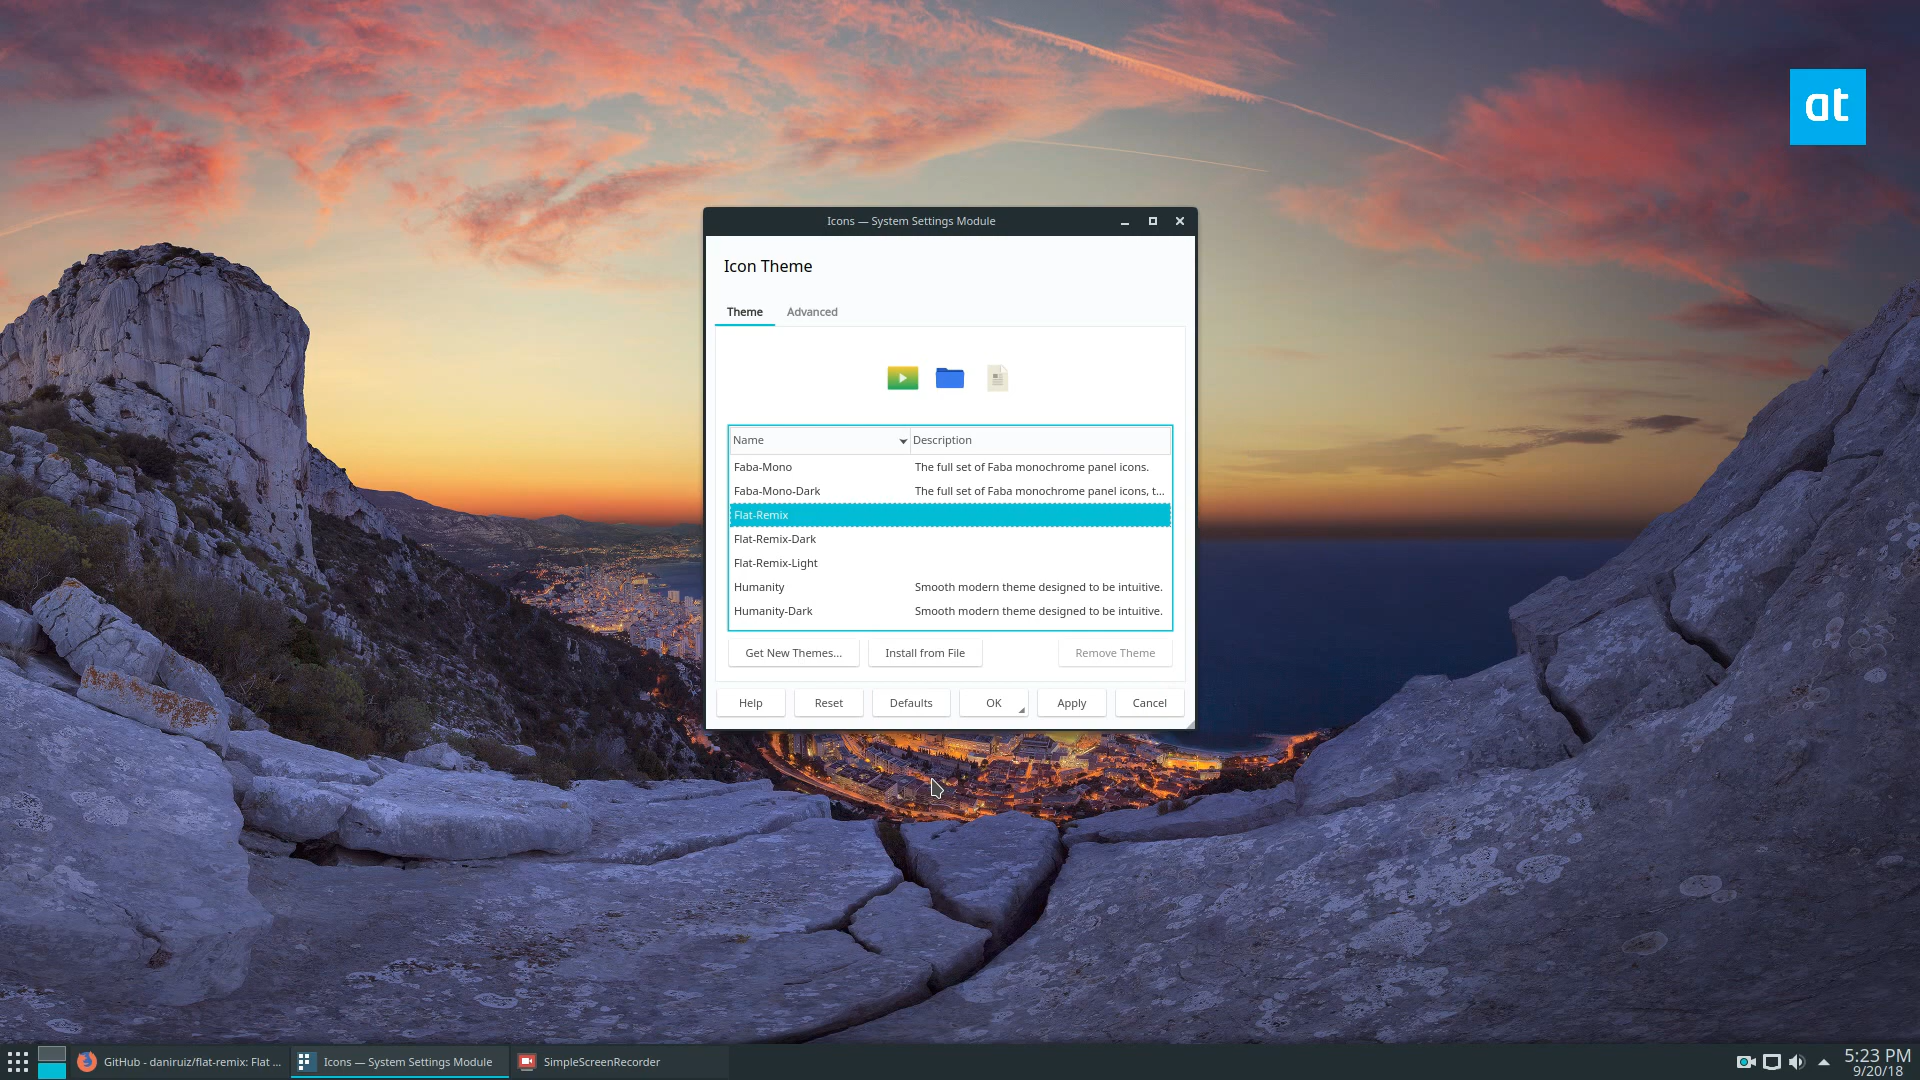 at
Icons — System Settings Module
Icon Theme
Theme Advanced
Name Description
Faba-Mono The full set of Faba monochrome panel icons.
Faba-Mono-Dark The full set of Faba monochrome panel icons, t...
Flat-Remix
Flat-Remix-Dark
Flat-Remix-Light
Humanity Smooth modern theme designed to be intuitive.
Humanity-Dark Smooth modern theme designed to be intuitive.
Get New Themes... Install from File Remove Theme
Help Reset Defaults OK Apply Cancel
GitHub - daniruiz/flat-remix: Flat ... Icons — System Settings Module SimpleScreenRecorder
5:23 PM
9/20/18